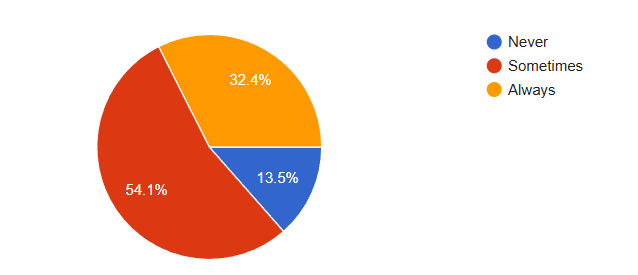 Never
Sometimes
Always
32.4%
13.5%
54.1%